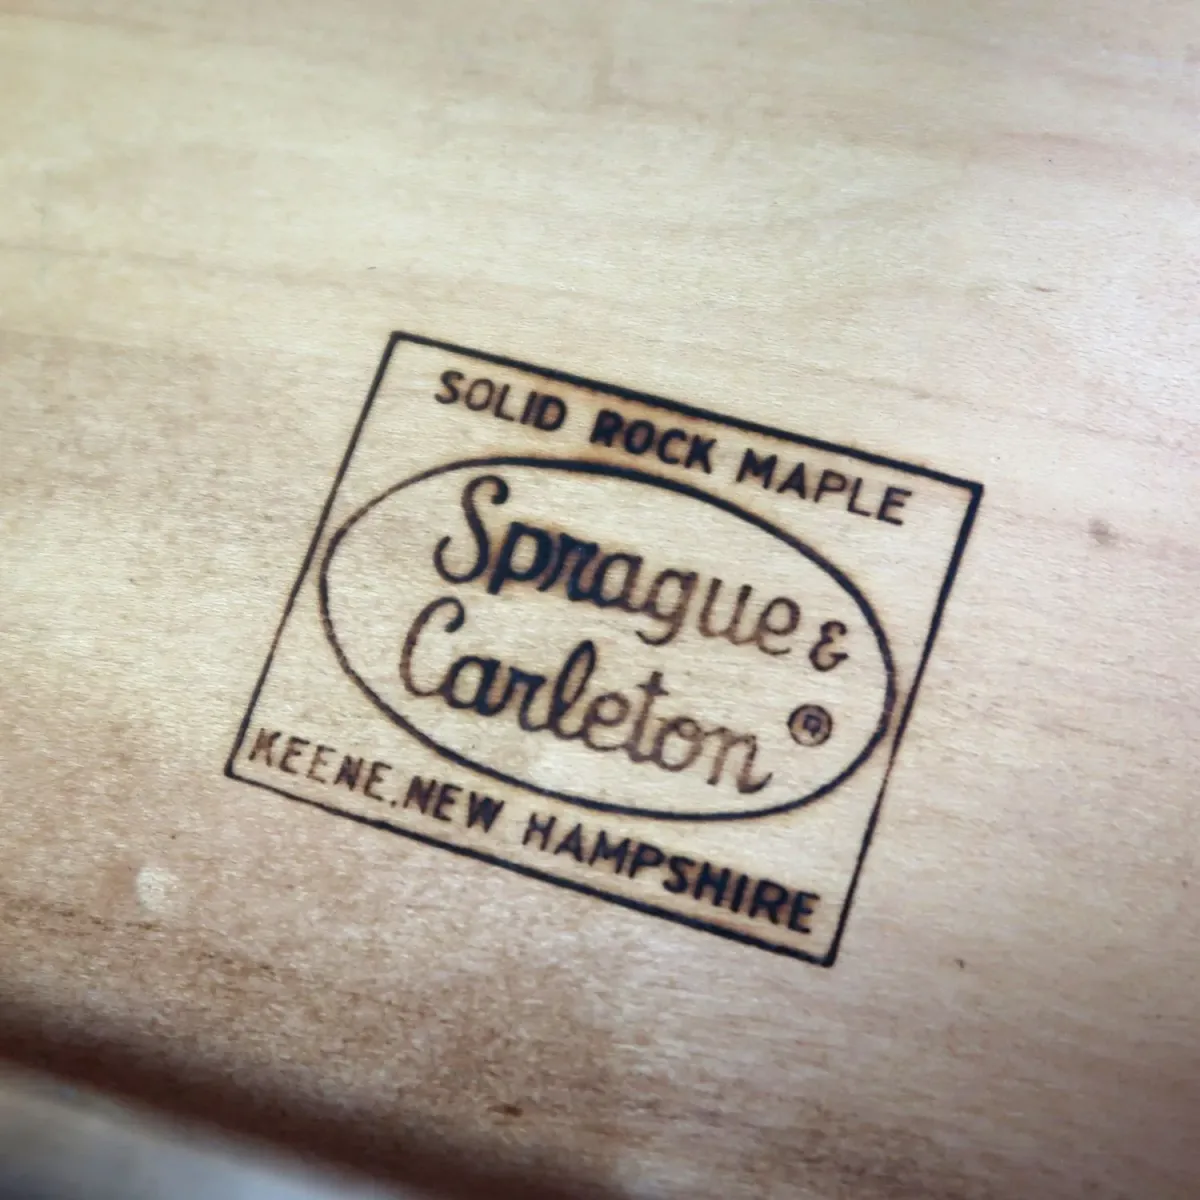 SOLID ROCK MAPLE
Sprague &
Carleton ®
KEENE, NEW HAMPSHIRE